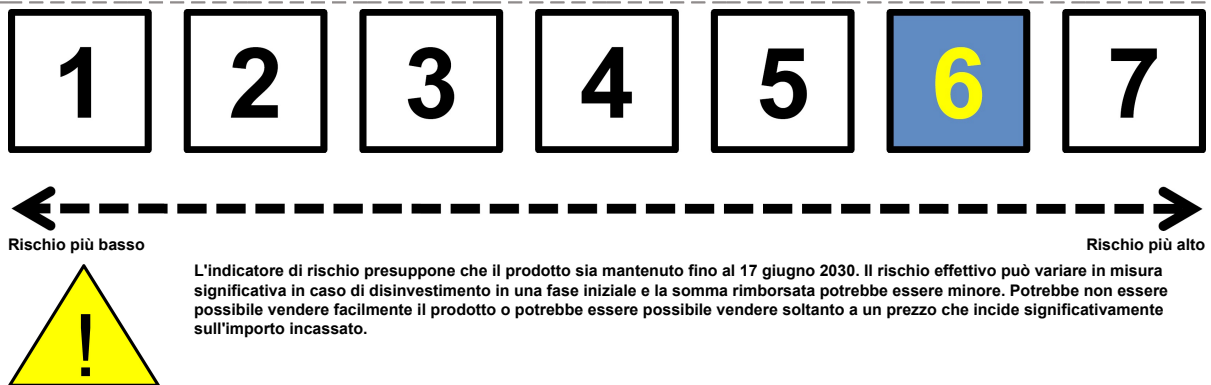 1 2 3 4 5 6 7
Rischio più basso Rischio più alto
L'indicatore di rischio presuppone che il prodotto sia mantenuto fino al 17 giugno 2030. Il rischio effettivo può variare in misura
significativa in caso di disinvestimento in una fase iniziale e la somma rimborsata potrebbe essere minore. Potrebbe non essere
possibile vendere facilmente il prodotto o potrebbe essere possibile vendere soltanto a un prezzo che incide significativamente
sull'importo incassato.
!